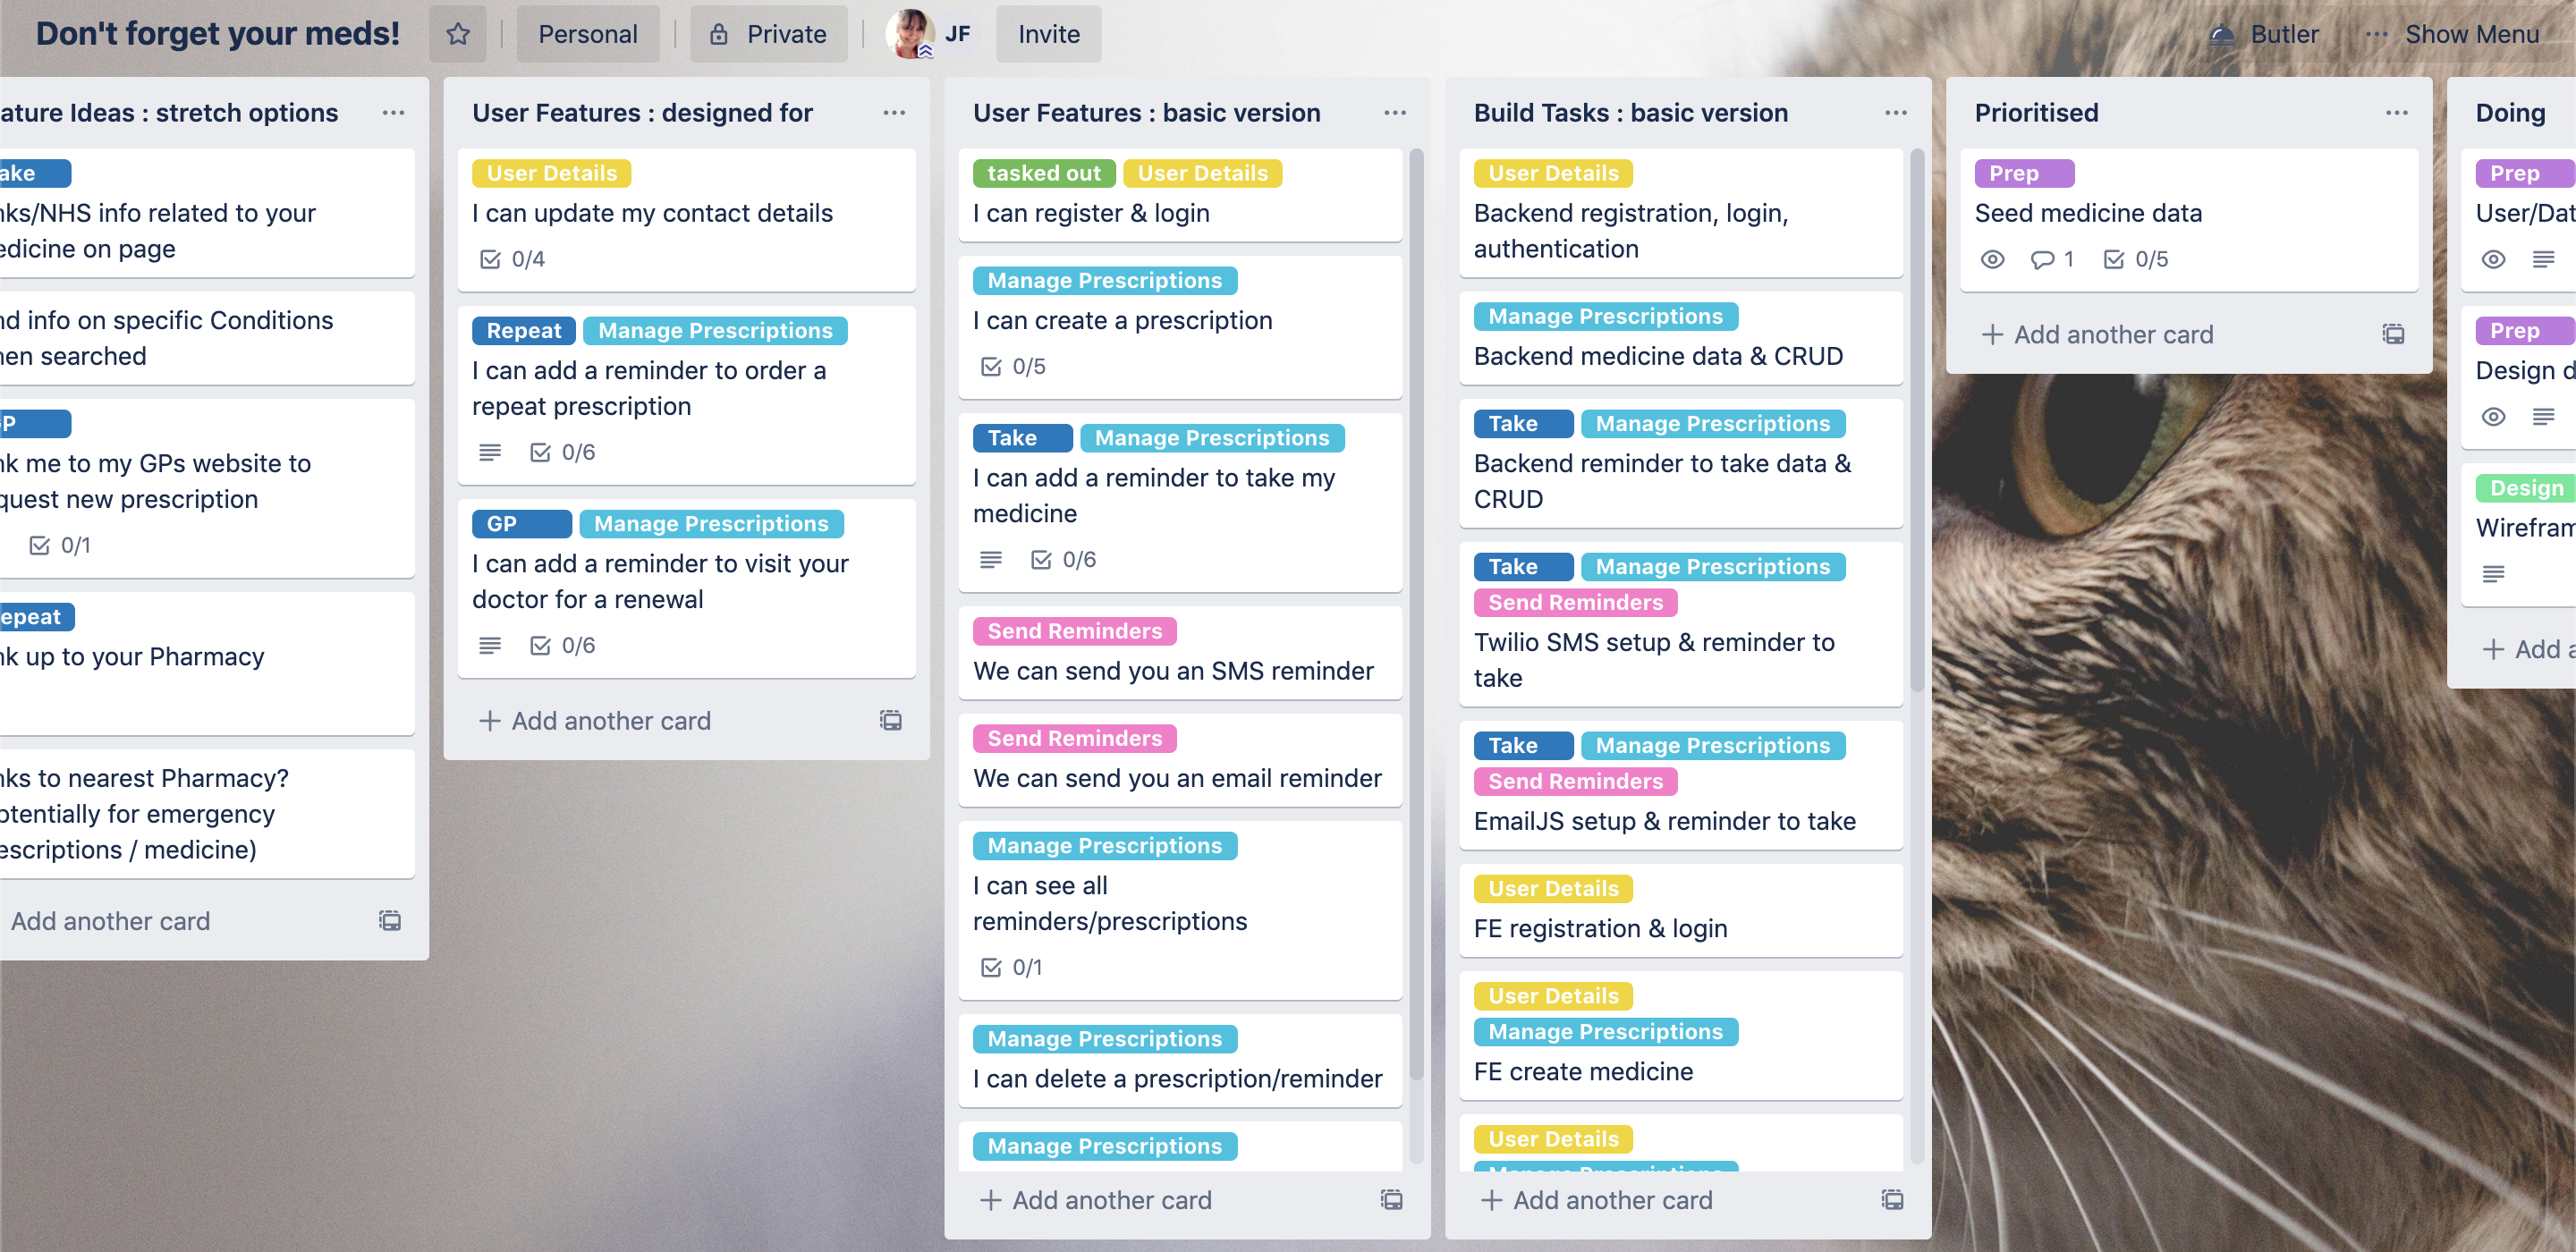 Don't forget your meds!
Personal
Private
JF
Invite
Butler
Show Menu
ature Ideas : stretch options
ake
ks/NHS info related to your
edicine on page
nd info on specific Conditions
hen searched
P
nk me to my GPs website to
quest new prescription
0/1
epeat
nk up to your Pharmacy
ks to nearest Pharmacy?
otentially for emergency
escriptions / medicine)
Add another card
User Features : designed for
User Details
I can update my contact details
0/4
Repeat Manage Prescriptions
I can add a reminder to order a
repeat prescription
0/6
GP Manage Prescriptions
I can add a reminder to visit your
doctor for a renewal
0/6
Add another card
User Features : basic version
tasked out User Details
I can register & login
Manage Prescriptions
I can create a prescription
0/5
Take Manage Prescriptions
I can add a reminder to take my
medicine
0/6
Send Reminders
We can send you an SMS reminder
Send Reminders
We can send you an email reminder
Manage Prescriptions
I can see all
reminders/prescriptions
0/1
Manage Prescriptions
I can delete a prescription/reminder
Manage Prescriptions
Add another card
Build Tasks : basic version
User Details
Backend registration, login,
authentication
Manage Prescriptions
Backend medicine data & CRUD
Take Manage Prescriptions
Backend reminder to take data &
CRUD
Take Manage Prescriptions
Send Reminders
Twilio SMS setup & reminder to
take
Take Manage Prescriptions
Send Reminders
EmailJS setup & reminder to take
User Details
FE registration & login
User Details
Manage Prescriptions
FE create medicine
User Details
Manage Prescriptions
Add another card
Prioritised
Prep
Seed medicine data
1 0/5
Add another card
Doing
Prep
User/Dat
Prep
Design d
Design
Wirefram
Add a